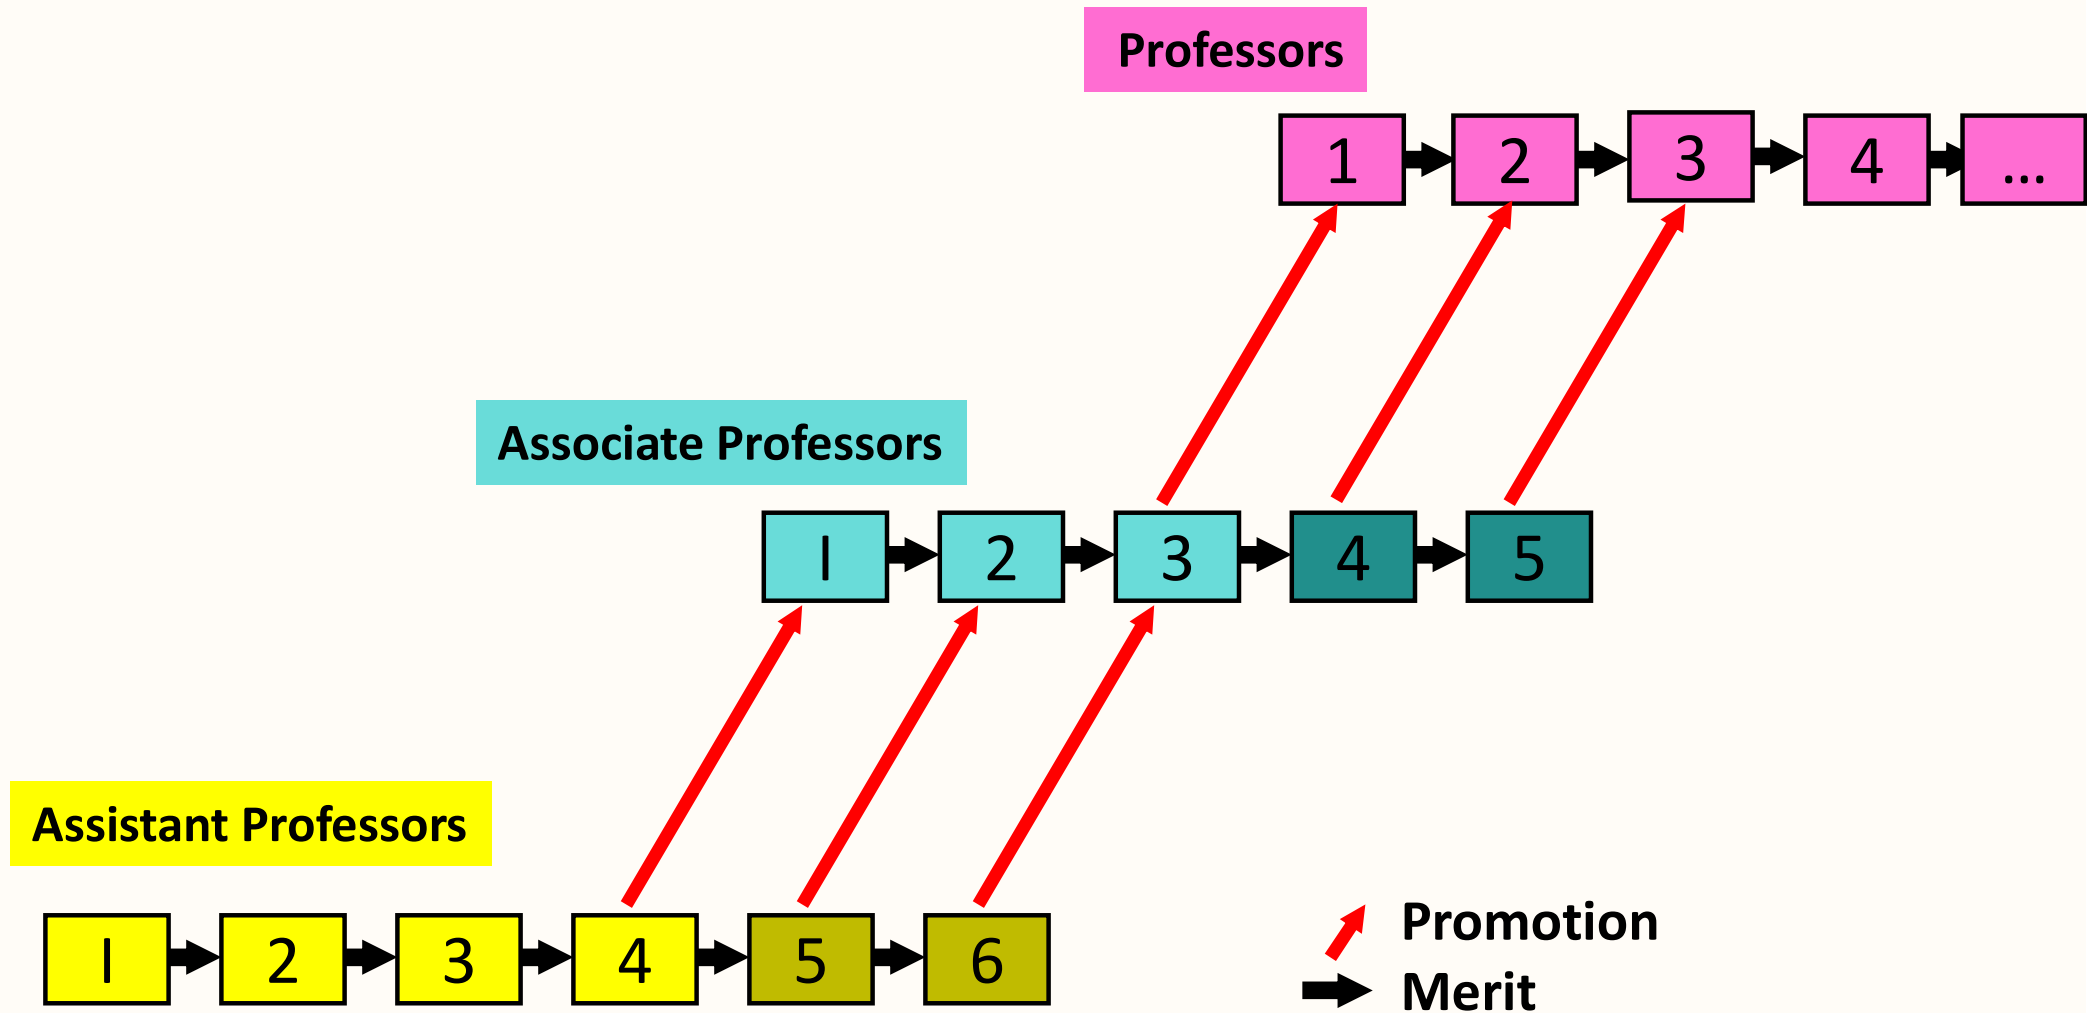 Professors
1 2 3 4 ...
Associate Professors
I 2 3 4 5
Assistant Professors
I 2 3 4 5 6
Promotion
Merit